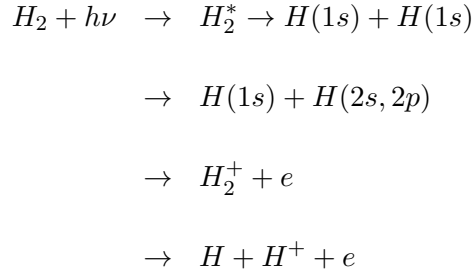 H₂ + hν → H₂* → H(1s) + H(1s)
→ H(1s) + H(2s, 2p)
→ H₂⁺ + e
→ H + H⁺ + e